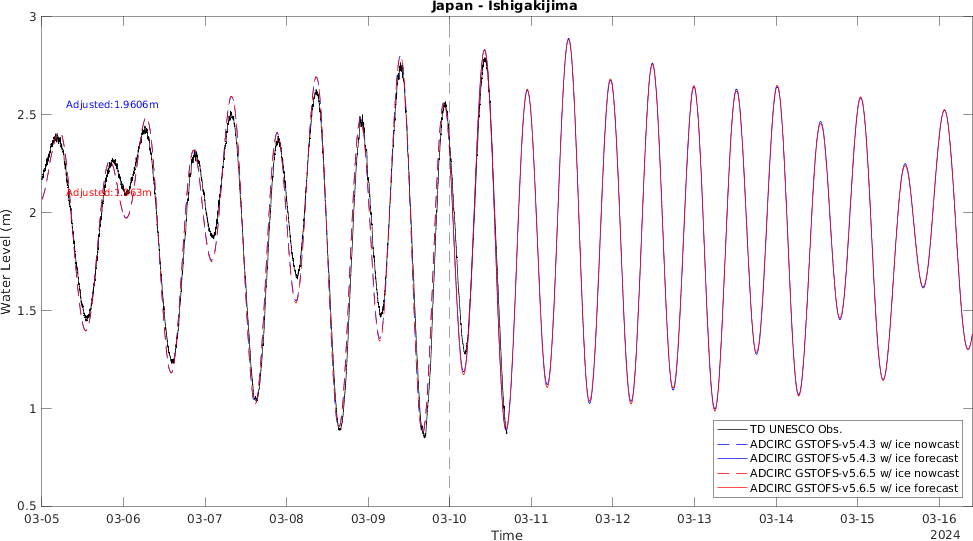 Japan - Ishigakijima
3
2.5
2
1.5
1
0.5
Water Level (m)
Adjusted:1.9606m
Adjusted:1.963m
TD UNESCO Obs.
ADCIRC GSTOFS-v5.4.3 w/ ice nowcast
ADCIRC GSTOFS-v5.4.3 w/ ice forecast
ADCIRC GSTOFS-v5.6.5 w/ ice nowcast
ADCIRC GSTOFS-v5.6.5 w/ ice forecast
03-05 03-06 03-07 03-08 03-09 03-10 03-11 03-12 03-13 03-14 03-15 03-16
Time
2024